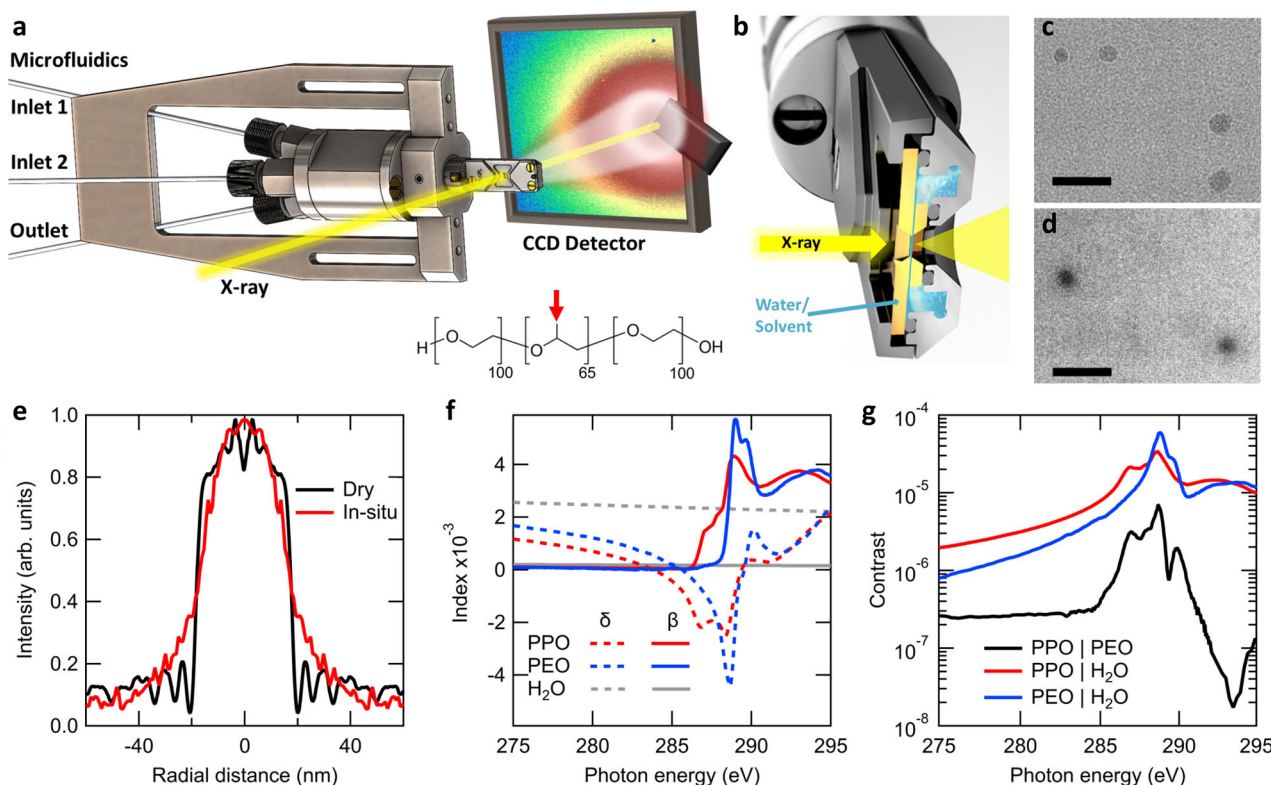 a
Microfluidics
Inlet 1
Inlet 2
Outlet
X-ray
CCD Detector
H O O O OH
100 65 100
b
X-ray
Water/
Solvent
c
d
e
Intensity (arb. units)
1.0
0.8
0.6
0.4
0.2
0.0
Dry
In-situ
-40 0 40
Radial distance (nm)
f
Index x10⁻³
4
2
0
-2
-4
δ β
PPO
PEO
H₂O
275 280 285 290 295
Photon energy (eV)
g
Contrast
10⁻⁴
10⁻⁵
10⁻⁶
10⁻⁷
10⁻⁸
PPO | PEO
PPO | H₂O
PEO | H₂O
275 280 285 290 295
Photon energy (eV)